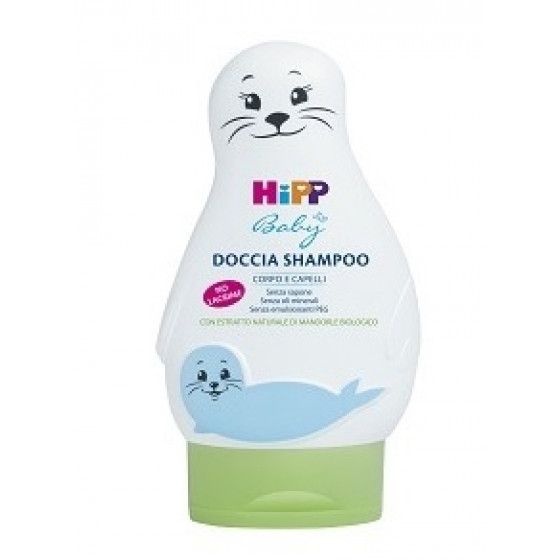 HiPP
Baby
DOCCIA SHAMPOO
CORPO E CAPELLI
NO
LACRIME
Senza sapone
Senza oli minerali
Senza emulsionanti PEG
CON ESTRATTO NATURALE DI MANDORLE BIOLOGICO